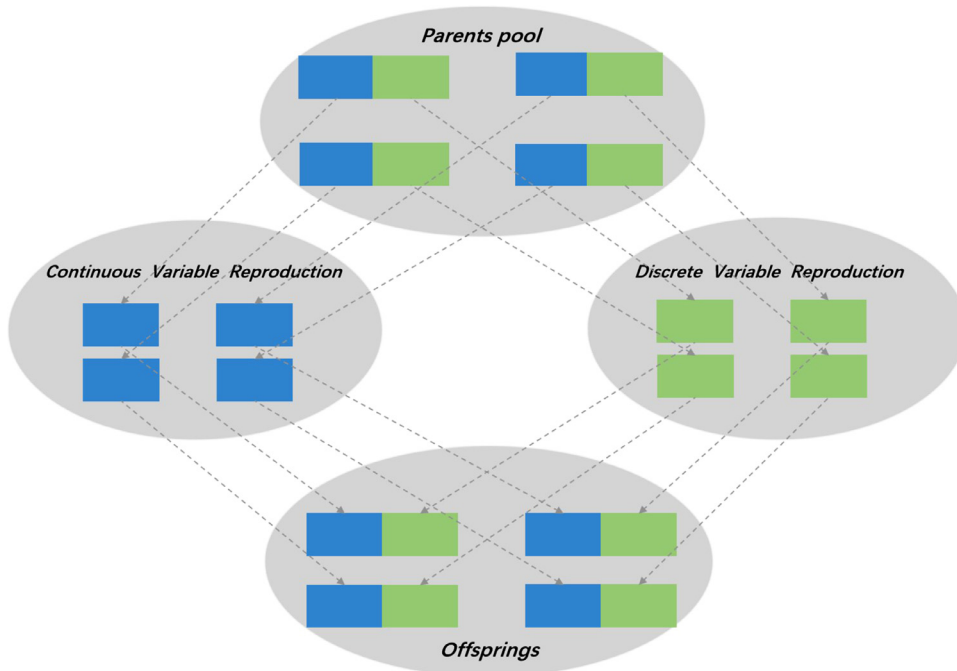 Parents pool
Continuous Variable Reproduction
Discrete Variable Reproduction
Offsprings